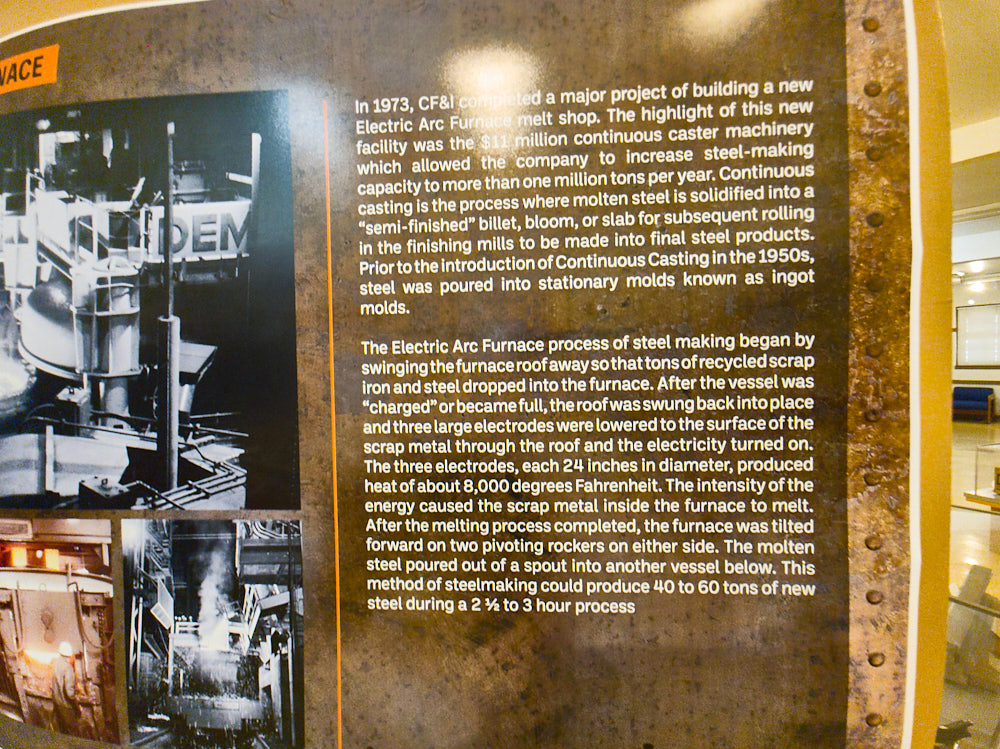 NACE
DEM
In 1973, CF&I completed a major project of building a new
Electric Arc Furnace melt shop. The highlight of this new
facility was the $11 million continuous caster machinery
which allowed the company to increase steel-making
capacity to more than one million tons per year. Continuous
casting is the process where molten steel is solidified into a
“semi-finished” billet, bloom, or slab for subsequent rolling
in the finishing mills to be made into final steel products.
Prior to the introduction of Continuous Casting in the 1950s,
steel was poured into stationary molds known as ingot
molds.
The Electric Arc Furnace process of steel making began by
swinging the furnace roof away so that tons of recycled scrap
iron and steel dropped into the furnace. After the vessel was
“charged” or became full, the roof was swung back into place
and three large electrodes were lowered to the surface of the
scrap metal through the roof and the electricity turned on.
The three electrodes, each 24 inches in diameter, produced
heat of about 8,000 degrees Fahrenheit. The intensity of the
energy caused the scrap metal inside the furnace to melt.
After the melting process completed, the furnace was tilted
forward on two pivoting rockers on either side. The molten
steel poured out of a spout into another vessel below. This
method of steelmaking could produce 40 to 60 tons of new
steel during a 2 ½ to 3 hour process